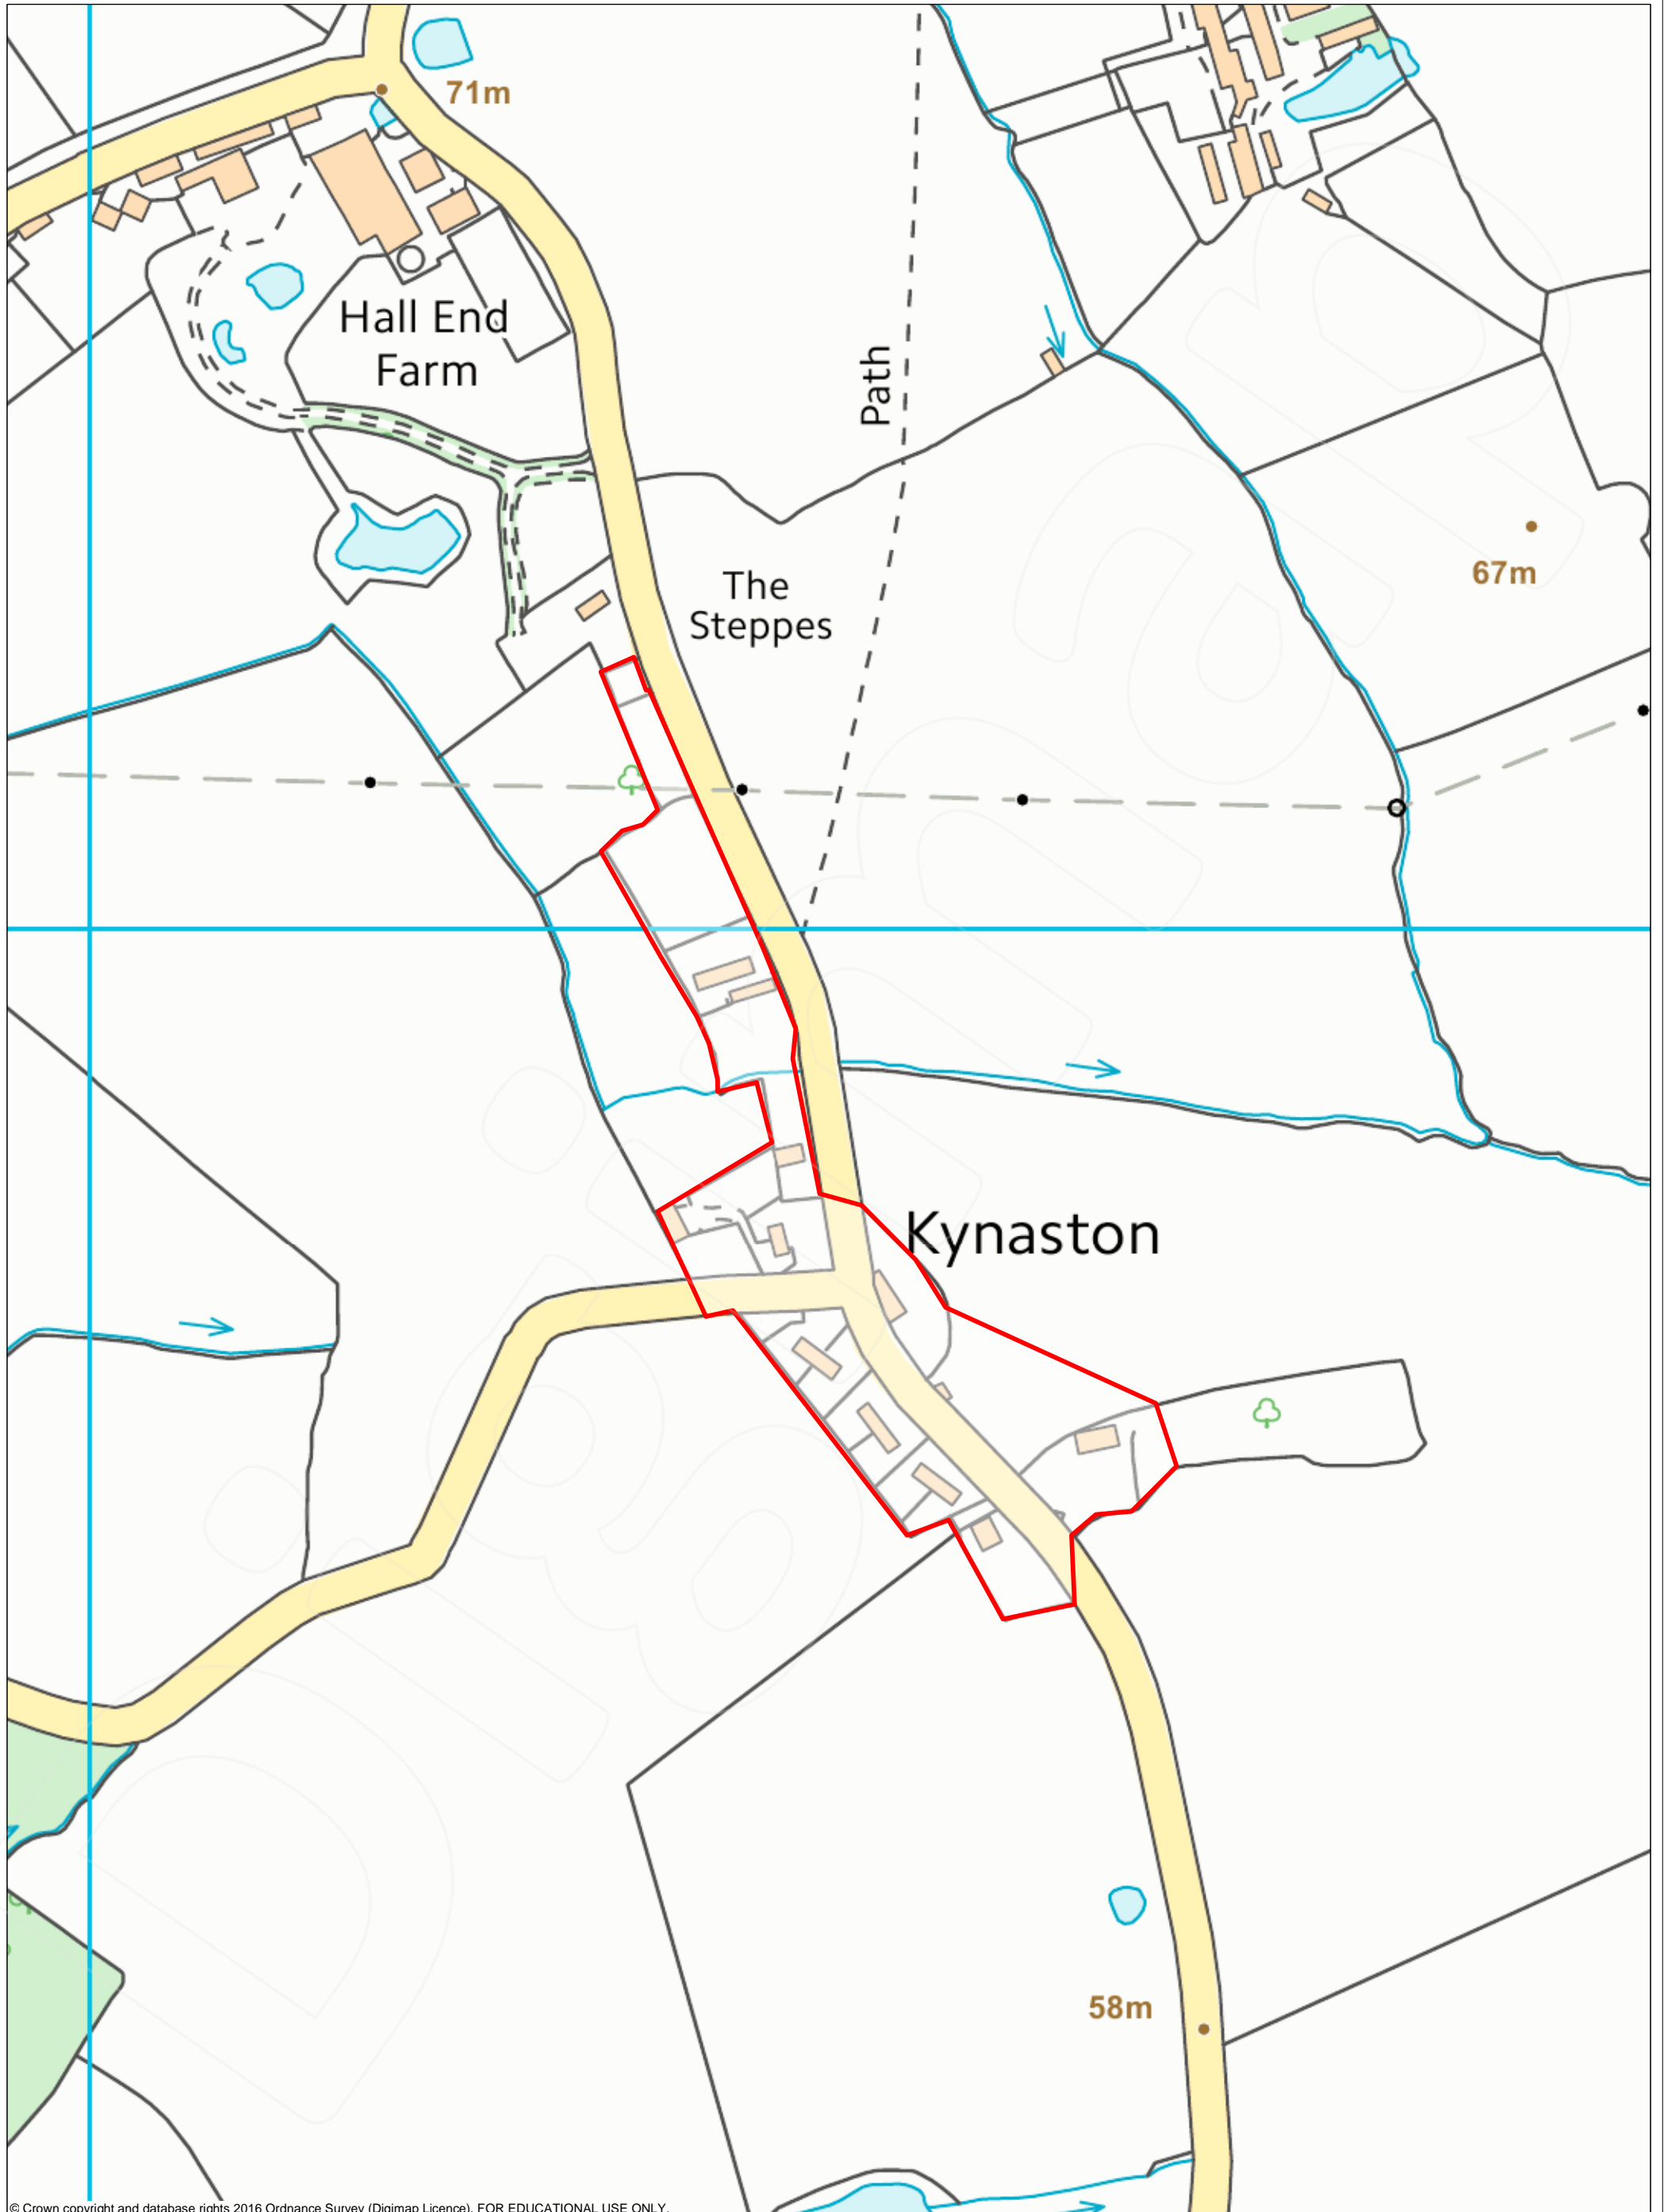 71m
Hall End
Farm
Path
The
Steppes
67m
Kynaston
58m
© Crown copyright and database rights 2016 Ordnance Survey (Digimap Licence). FOR EDUCATIONAL USE ONLY.